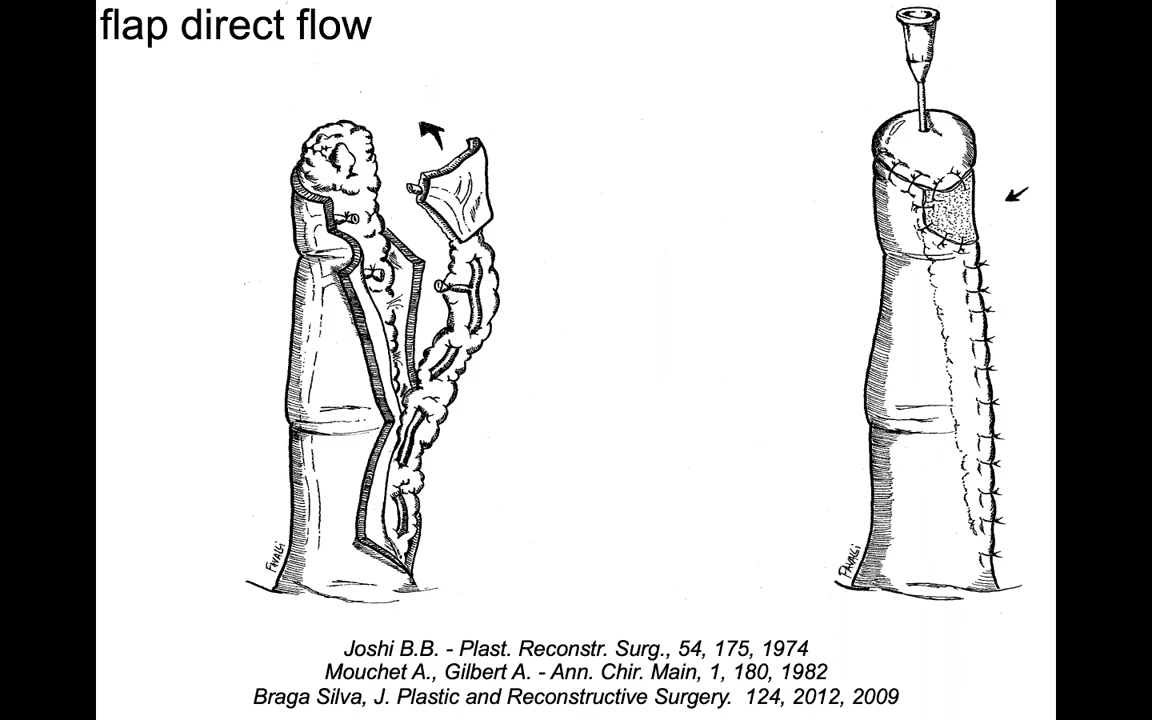 flap direct flow
Joshi B.B. - Plast. Reconstr. Surg., 54, 175, 1974
Mouchet A., Gilbert A. - Ann. Chir. Main, 1, 180, 1982
Braga Silva, J. Plastic and Reconstructive Surgery. 124, 2012, 2009